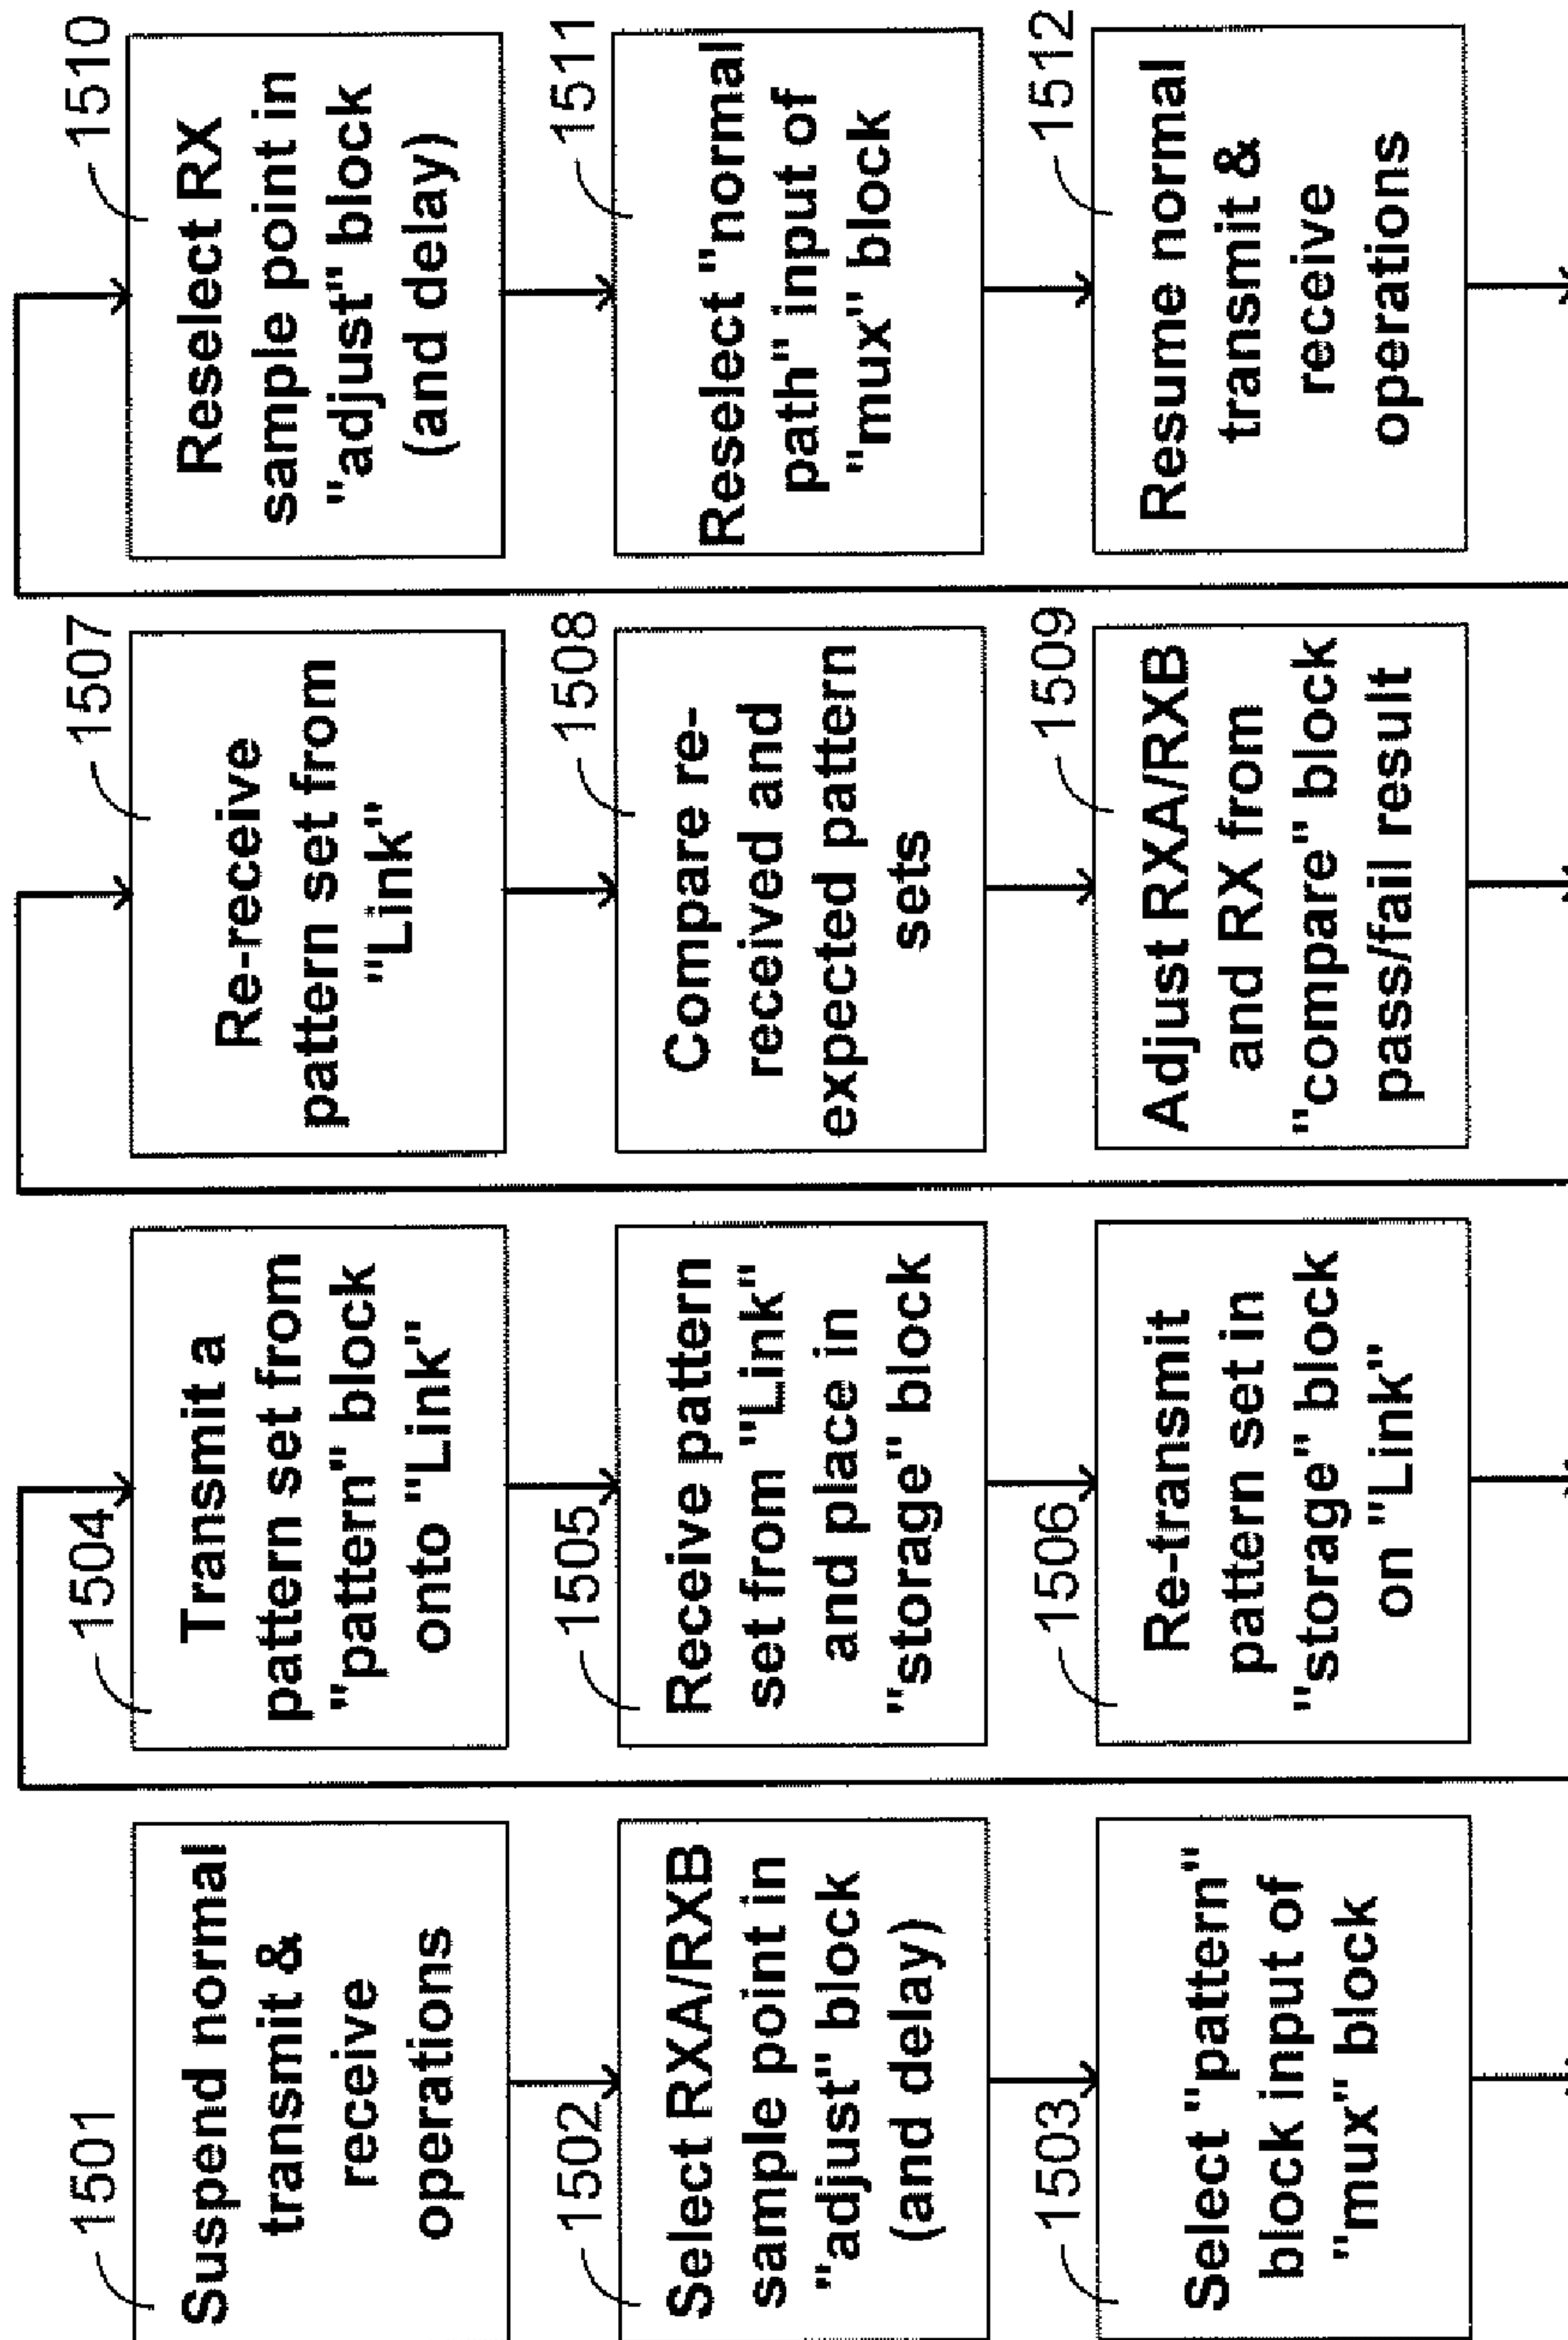 1501
Suspend normal
transmit &
receive
operations
1502
Select RXA/RXB
sample point in
"adjust" block
(and delay)
1503
Select "pattern"
block input of
"mux" block
1504
Transmit a
pattern set from
"pattern" block
onto "Link"
1505
Receive pattern
set from "Link"
and place in
"storage" block
1506
Re-transmit
pattern set in
"storage" block
on "Link"
1507
Re-receive
pattern set from
"Link"
1508
Compare re-
received and
expected pattern
sets
1509
Adjust RXA/RXB
and RX from
"compare" block
pass/fail result
1510
Reselect RX
sample point in
"adjust" block
(and delay)
1511
Reselect "normal
path" input of
"mux" block
1512
Resume normal
transmit &
receive
operations